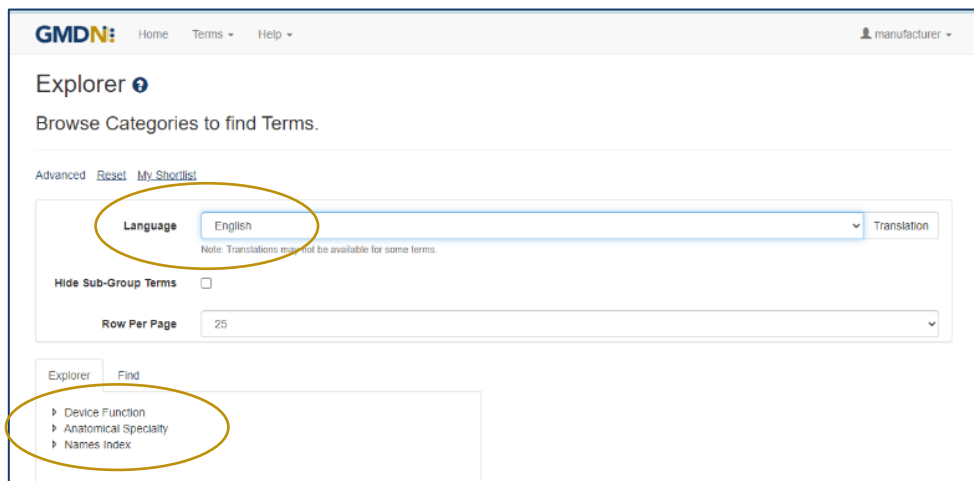 GMDN Home Terms Help manufacturer
Explorer ?
Browse Categories to find Terms.
Advanced Reset My Shortlist
Language English Translation
Note: Translations may not be available for some terms.
Hide Sub-Group Terms
Row Per Page 25
Explorer Find
Device Function
Anatomical Specialty
Names Index